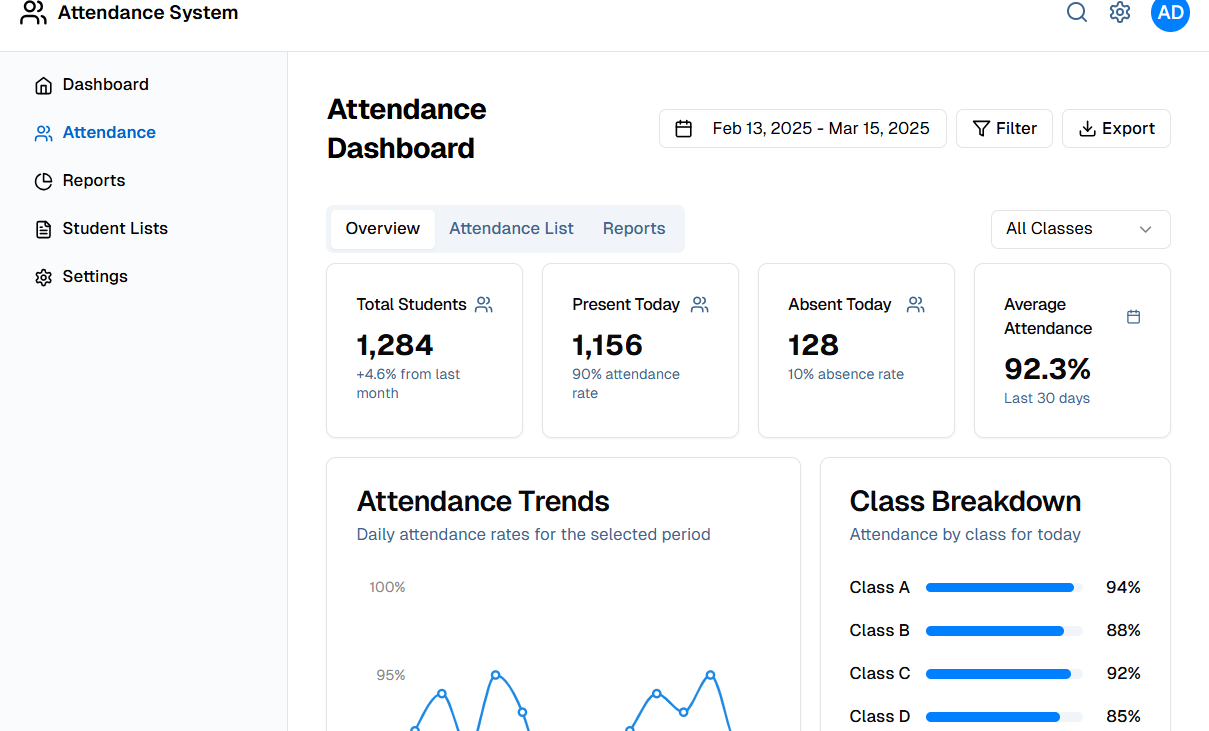 Attendance System
AD
Dashboard
Attendance
Reports
Student Lists
Settings
Attendance
Dashboard
Feb 13, 2025 - Mar 15, 2025
Filter
Export
Overview
Attendance List
Reports
All Classes
Total Students
1,284
+4.6% from last
month
Present Today
1,156
90% attendance
rate
Absent Today
128
10% absence rate
Average
Attendance
92.3%
Last 30 days
Attendance Trends
Daily attendance rates for the selected period
100%
95%
Class Breakdown
Attendance by class for today
Class A 94%
Class B 88%
Class C 92%
Class D 85%